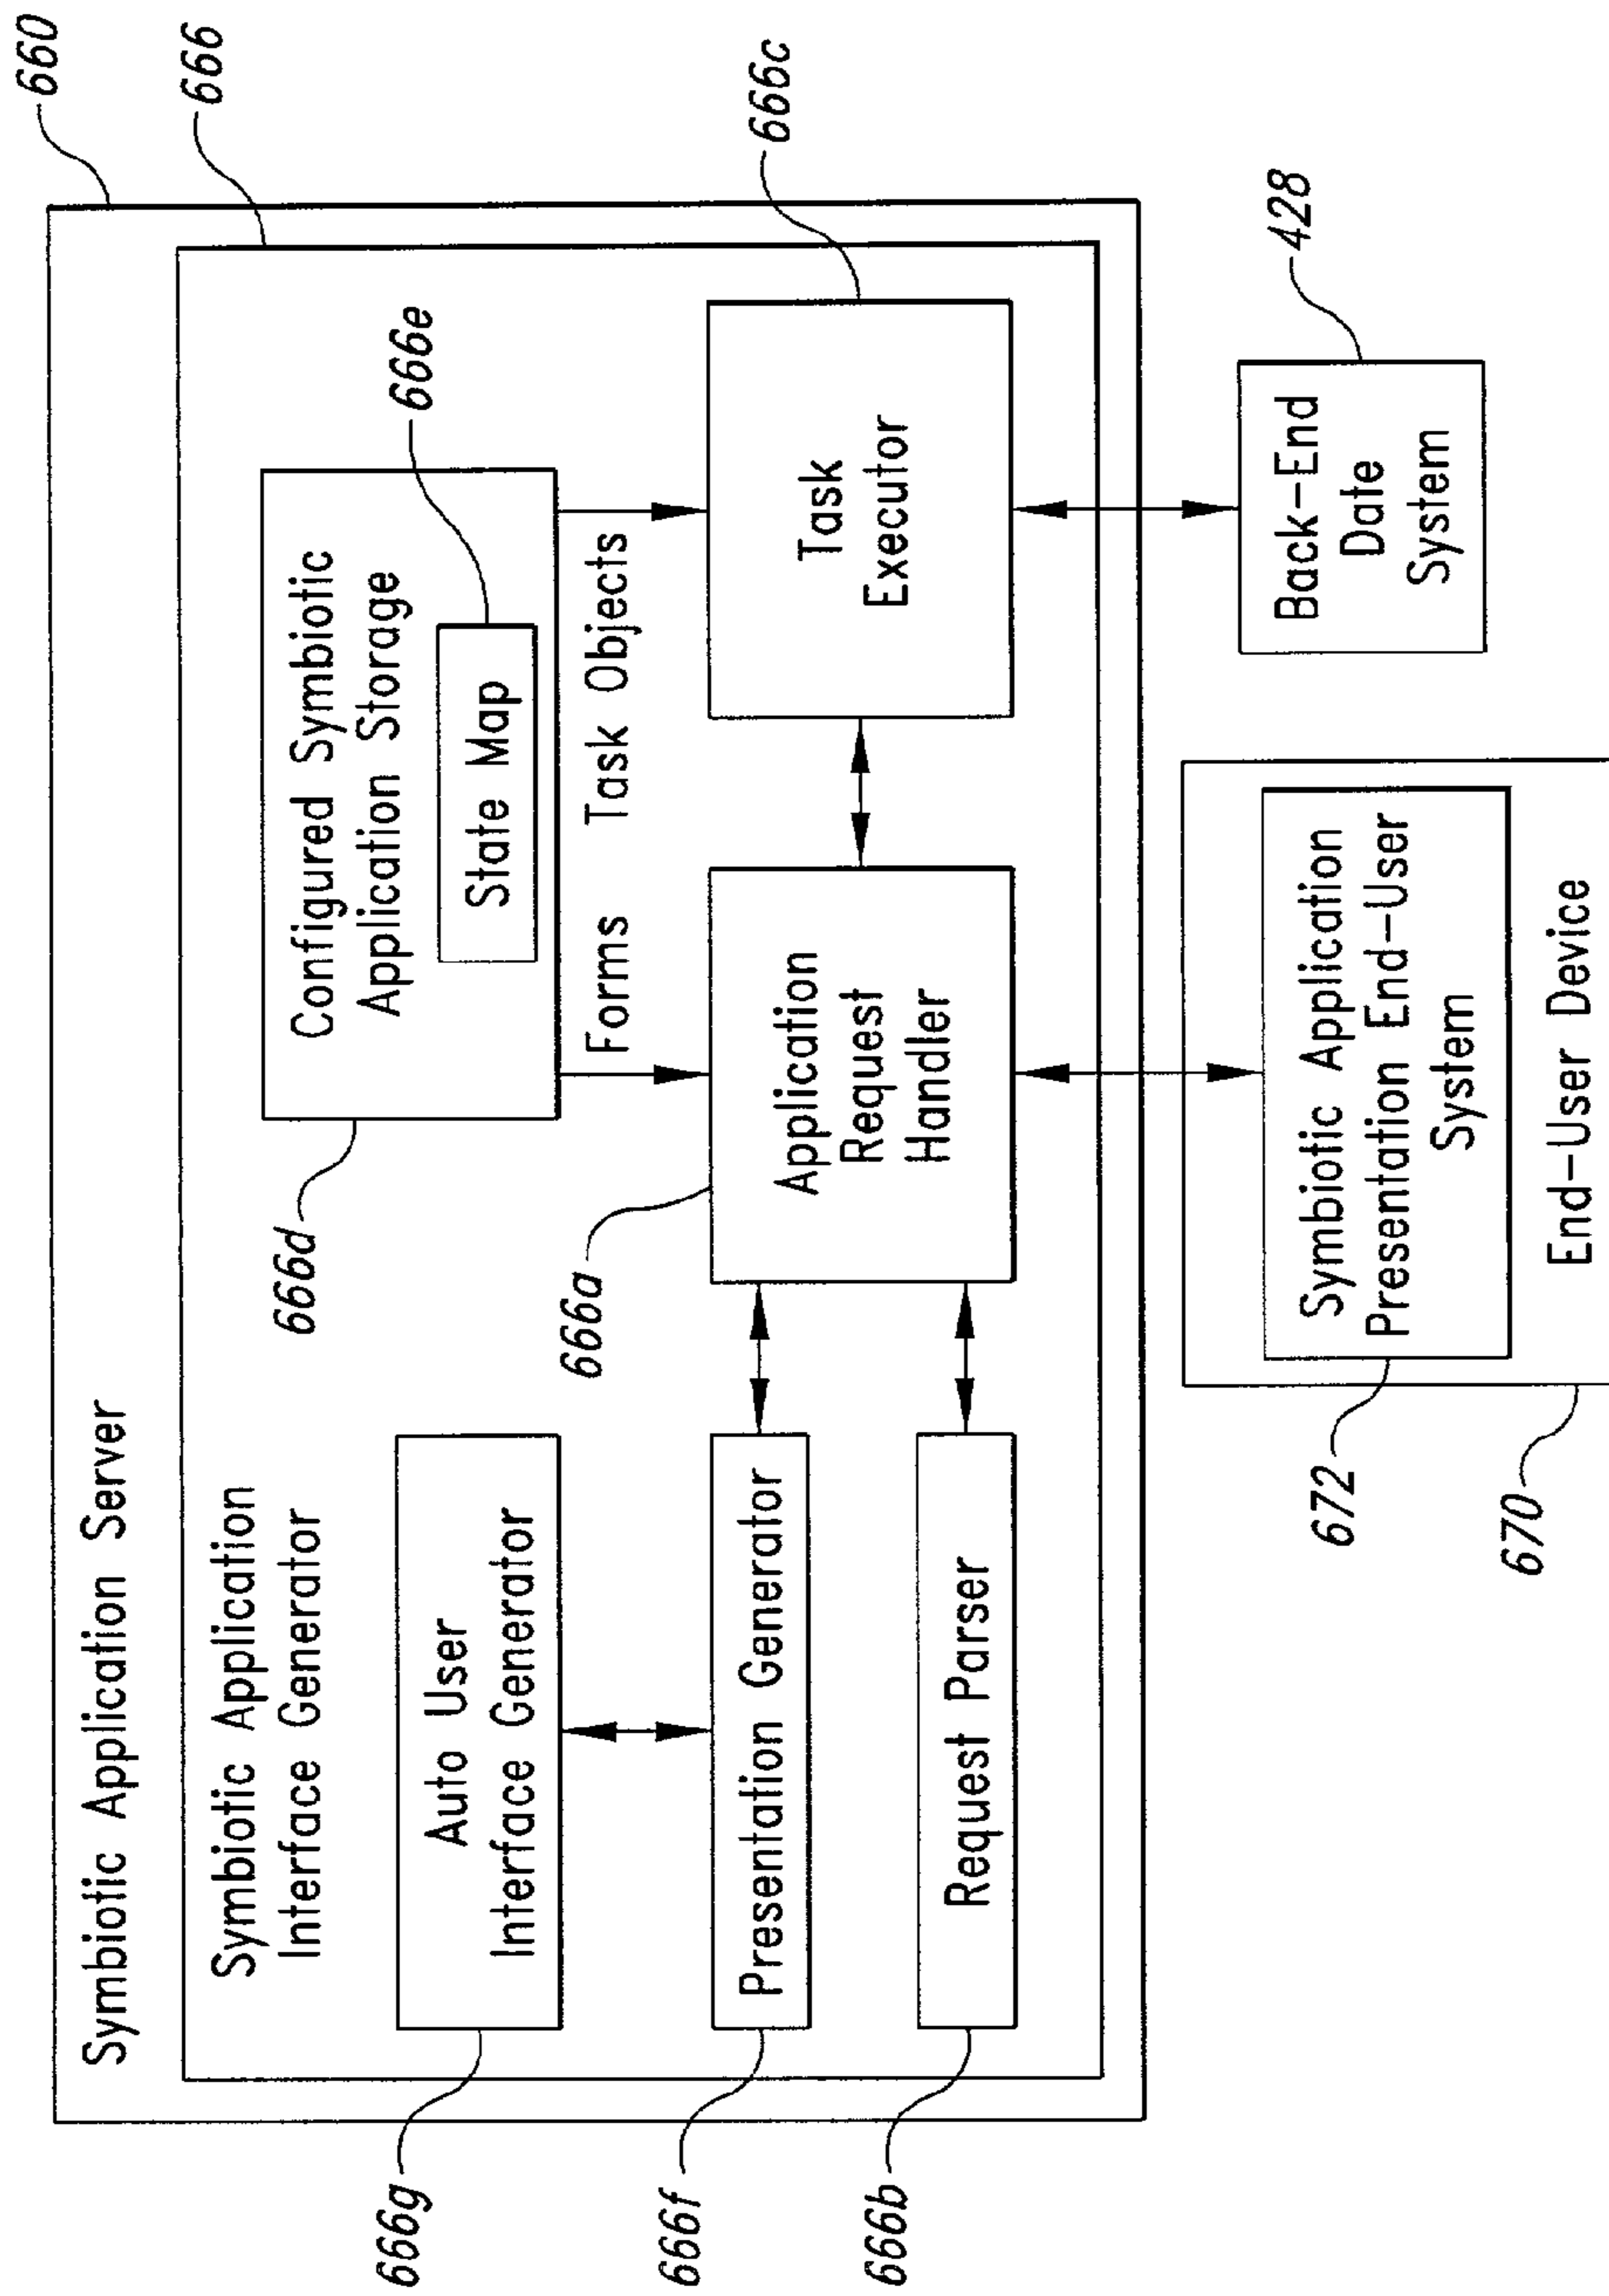 Symbiotic Application Server
660
Symbiotic Application
Interface Generator
666
Configured Symbiotic
Application Storage
666d
State Map
666e
Auto User
Interface Generator
666g
Forms
Task Objects
Presentation Generator
666f
Application
Request
Handler
666a
Task
Executor
666c
Request Parser
666b
Symbiotic Application
Presentation End-User
System
672
End-User Device
670
Back-End
Date
System
428